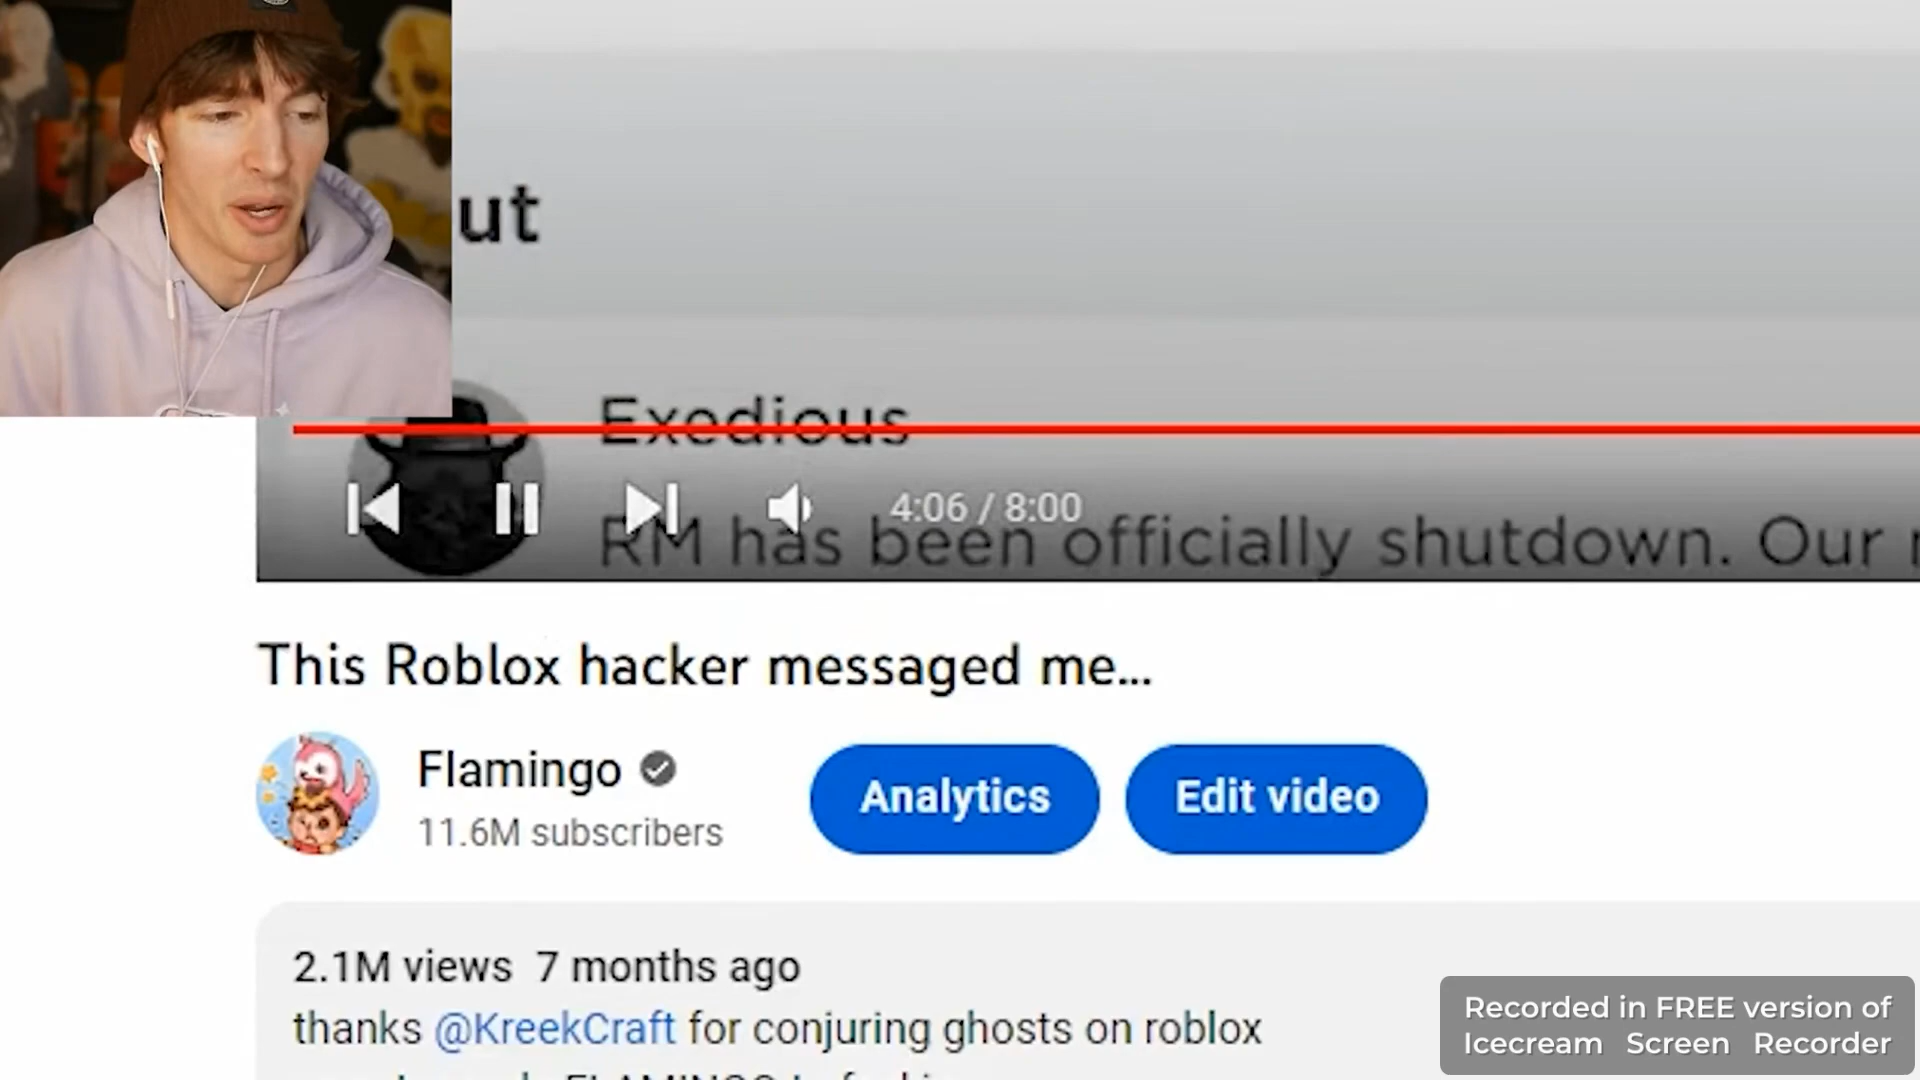 ut
Exedious
4:06 / 8:00
RM has been officially shutdown. Our
This Roblox hacker messaged me...
Flamingo
11.6M subscribers
Analytics
Edit video
2.1M views 7 months ago
thanks @KreekCraft for conjuring ghosts on roblox
Recorded in FREE version of
Icecream Screen Recorder